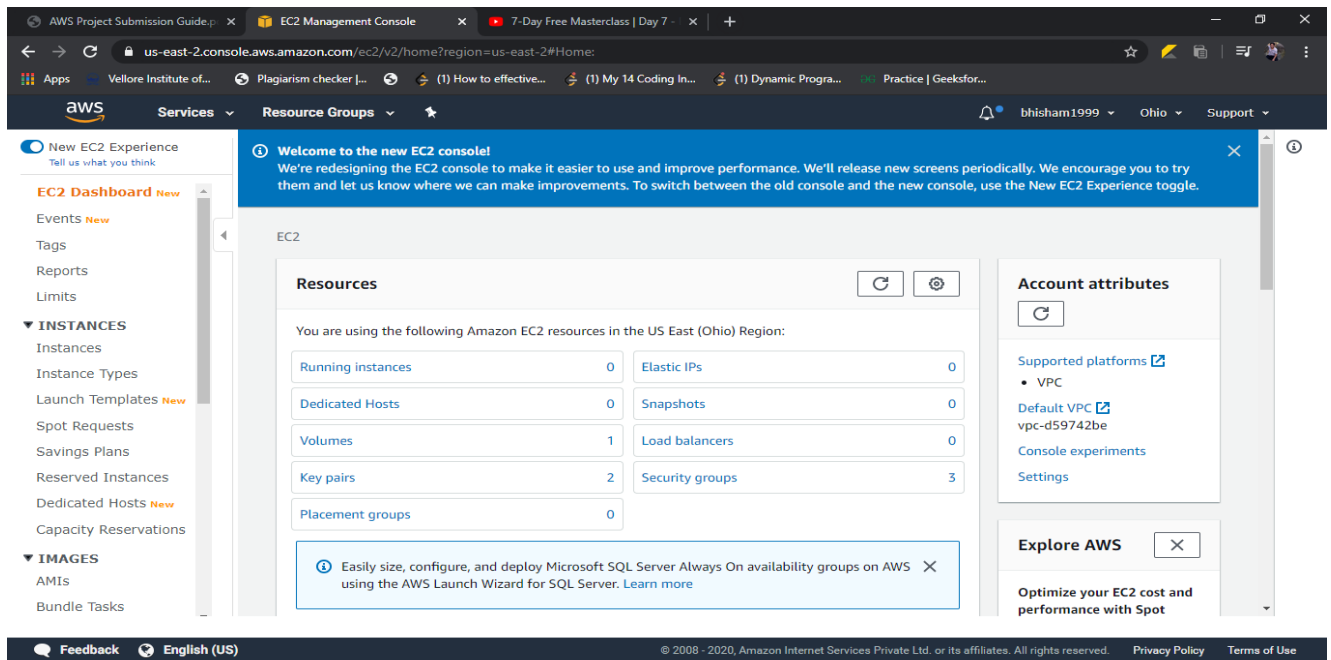 AWS Project Submission Guide.p
EC2 Management Console
7-Day Free Masterclass | Day 7 -
us-east-2.console.aws.amazon.com/ec2/v2/home?region=us-east-2#Home:
Apps
Vellore Institute of...
Plagiarism checker |...
(1) How to effective...
(1) My 14 Coding In...
(1) Dynamic Progra...
Practice | Geeksfor...
aws
Services
Resource Groups
bhisham1999
Ohio
Support
New EC2 Experience
Tell us what you think
EC2 Dashboard New
Events New
Tags
Reports
Limits
INSTANCES
Instances
Instance Types
Launch Templates New
Spot Requests
Savings Plans
Reserved Instances
Dedicated Hosts New
Capacity Reservations
IMAGES
AMIs
Bundle Tasks
Welcome to the new EC2 console!
We're redesigning the EC2 console to make it easier to use and improve performance. We'll release new screens periodically. We encourage you to try
them and let us know where we can make improvements. To switch between the old console and the new console, use the New EC2 Experience toggle.
EC2
Resources
You are using the following Amazon EC2 resources in the US East (Ohio) Region:
Running instances 0
Elastic IPs 0
Dedicated Hosts 0
Snapshots 0
Volumes 1
Load balancers 0
Key pairs 2
Security groups 3
Placement groups 0
Easily size, configure, and deploy Microsoft SQL Server Always On availability groups on AWS
using the AWS Launch Wizard for SQL Server. Learn more
Account attributes
Supported platforms
• VPC
Default VPC
vpc-d59742be
Console experiments
Settings
Explore AWS
Optimize your EC2 cost and
performance with Spot
Feedback
English (US)
© 2008 - 2020, Amazon Internet Services Private Ltd. or its affiliates. All rights reserved.
Privacy Policy
Terms of Use